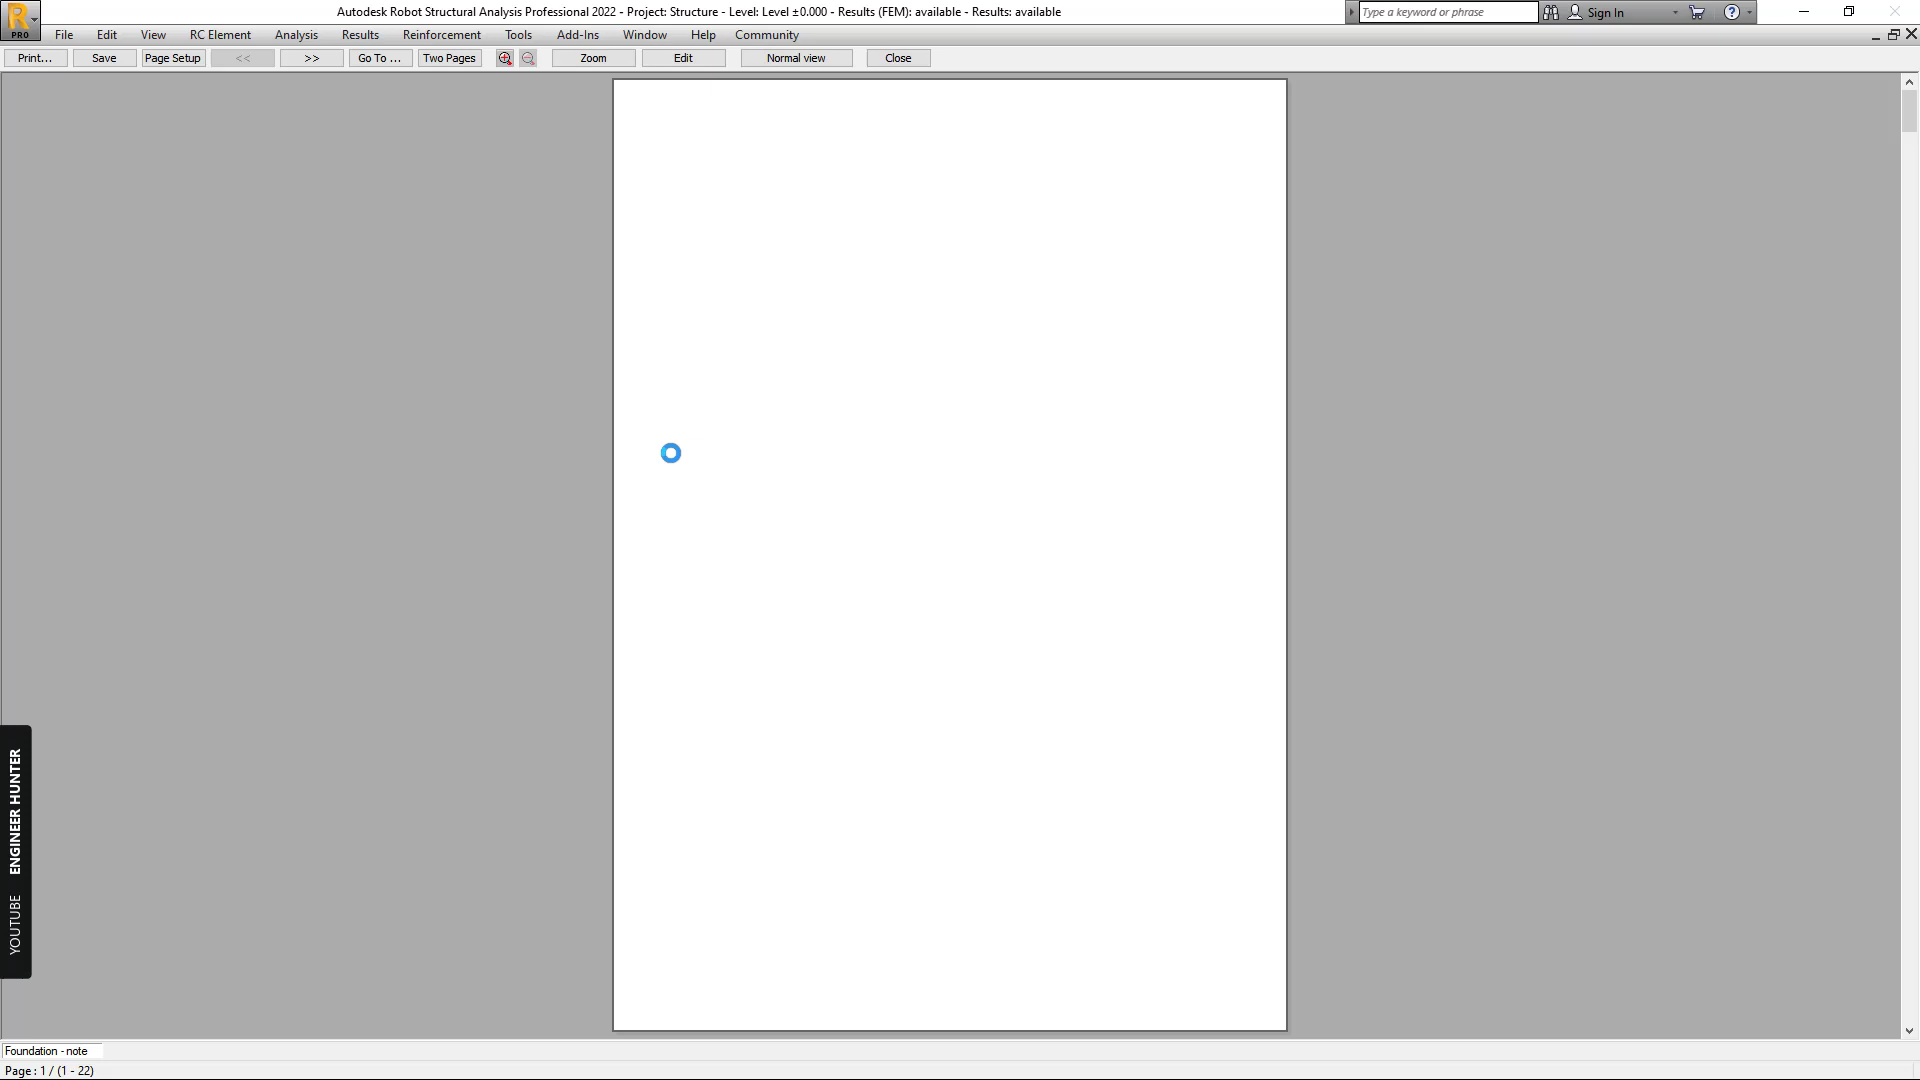 Autodesk Robot Structural Analysis Professional 2022 - Project: Structure - Level: Level ±0.000 - Results (FEM): available - Results: available
Type a keyword or phrase
Sign In
PRO
File Edit View RC Element Analysis Results Reinforcement Tools Add-Ins Window Help Community
Print... Save Page Setup << >> Go To ... Two Pages Zoom Edit Normal view Close
YOUTUBE ENGINEER HUNTER
Foundation - note
Page : 1 / (1 - 22)